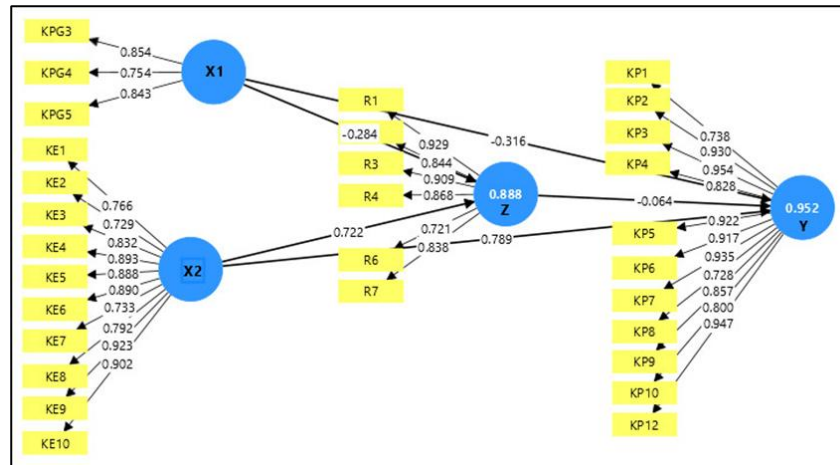 KPG3
KPG4
KPG5
0.854
0.754
0.843
X1
KE1
KE2
KE3
KE4
KE5
KE6
KE7
KE8
KE9
KE10
0.766
0.729
0.832
0.893
0.888
0.890
0.733
0.792
0.923
0.902
X2
-0.284
-0.316
0.722
0.789
-0.064
R1
R3
R4
R6
R7
0.929
0.844
0.909
0.868
0.721
0.838
0.888
Z
KP1
KP2
KP3
KP4
KP5
KP6
KP7
KP8
KP9
KP10
KP12
0.738
0.930
0.954
0.828
0.922
0.917
0.935
0.728
0.857
0.800
0.947
0.952
Y